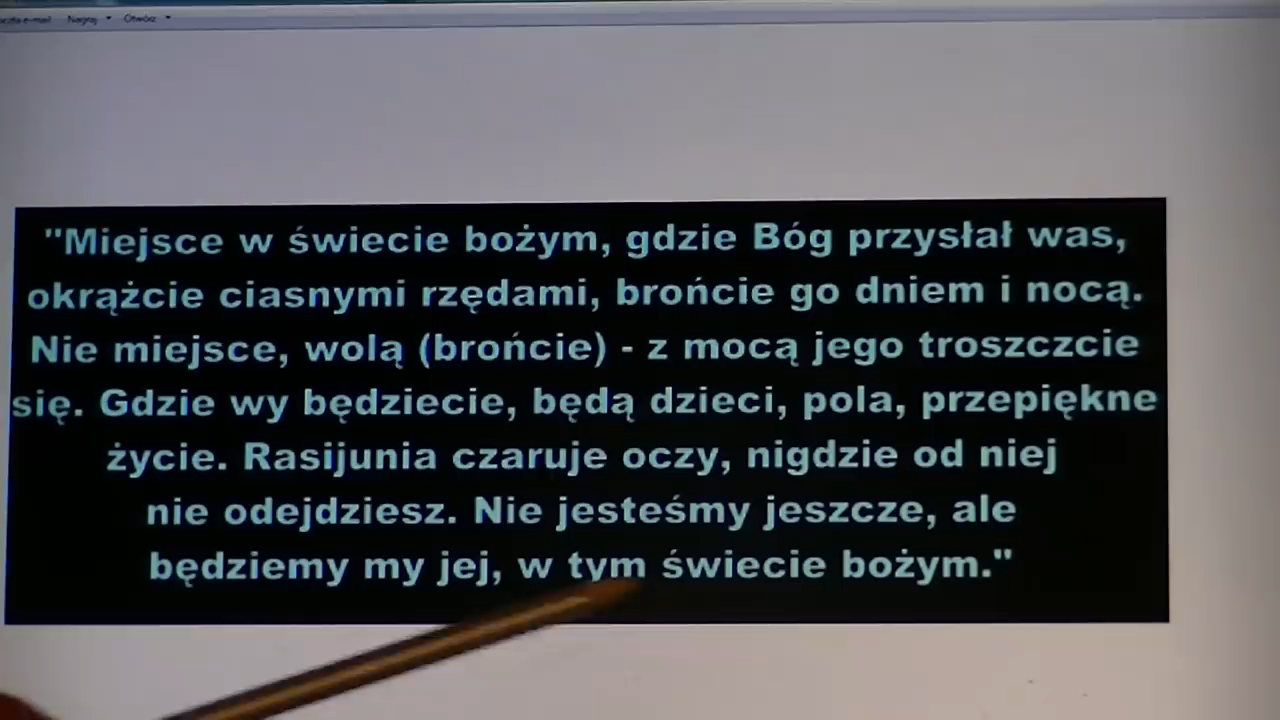 Nagraj Otwórz
"Miejsce w świecie bożym, gdzie Bóg przysłał was,
okrążcie ciasnymi rzędami, brońcie go dniem i nocą.
Nie miejsce, wolą (brońcie) - z mocą jego troszczcie
się. Gdzie wy będziecie, będą dzieci, pola, przepiękne
życie. Rasijunia czaruje oczy, nigdzie od niej
nie odejdziesz. Nie jesteśmy jeszcze, ale
będziemy my jej, w tym świecie bożym."